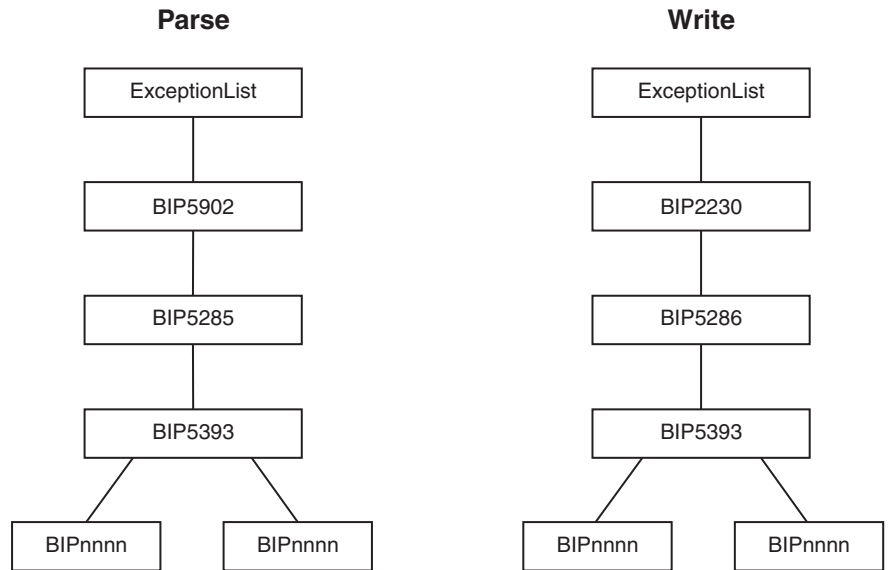 Parse
ExceptionList
BIP5902
BIP5285
BIP5393
BIPnnnn
BIPnnnn
Write
ExceptionList
BIP2230
BIP5286
BIP5393
BIPnnnn
BIPnnnn